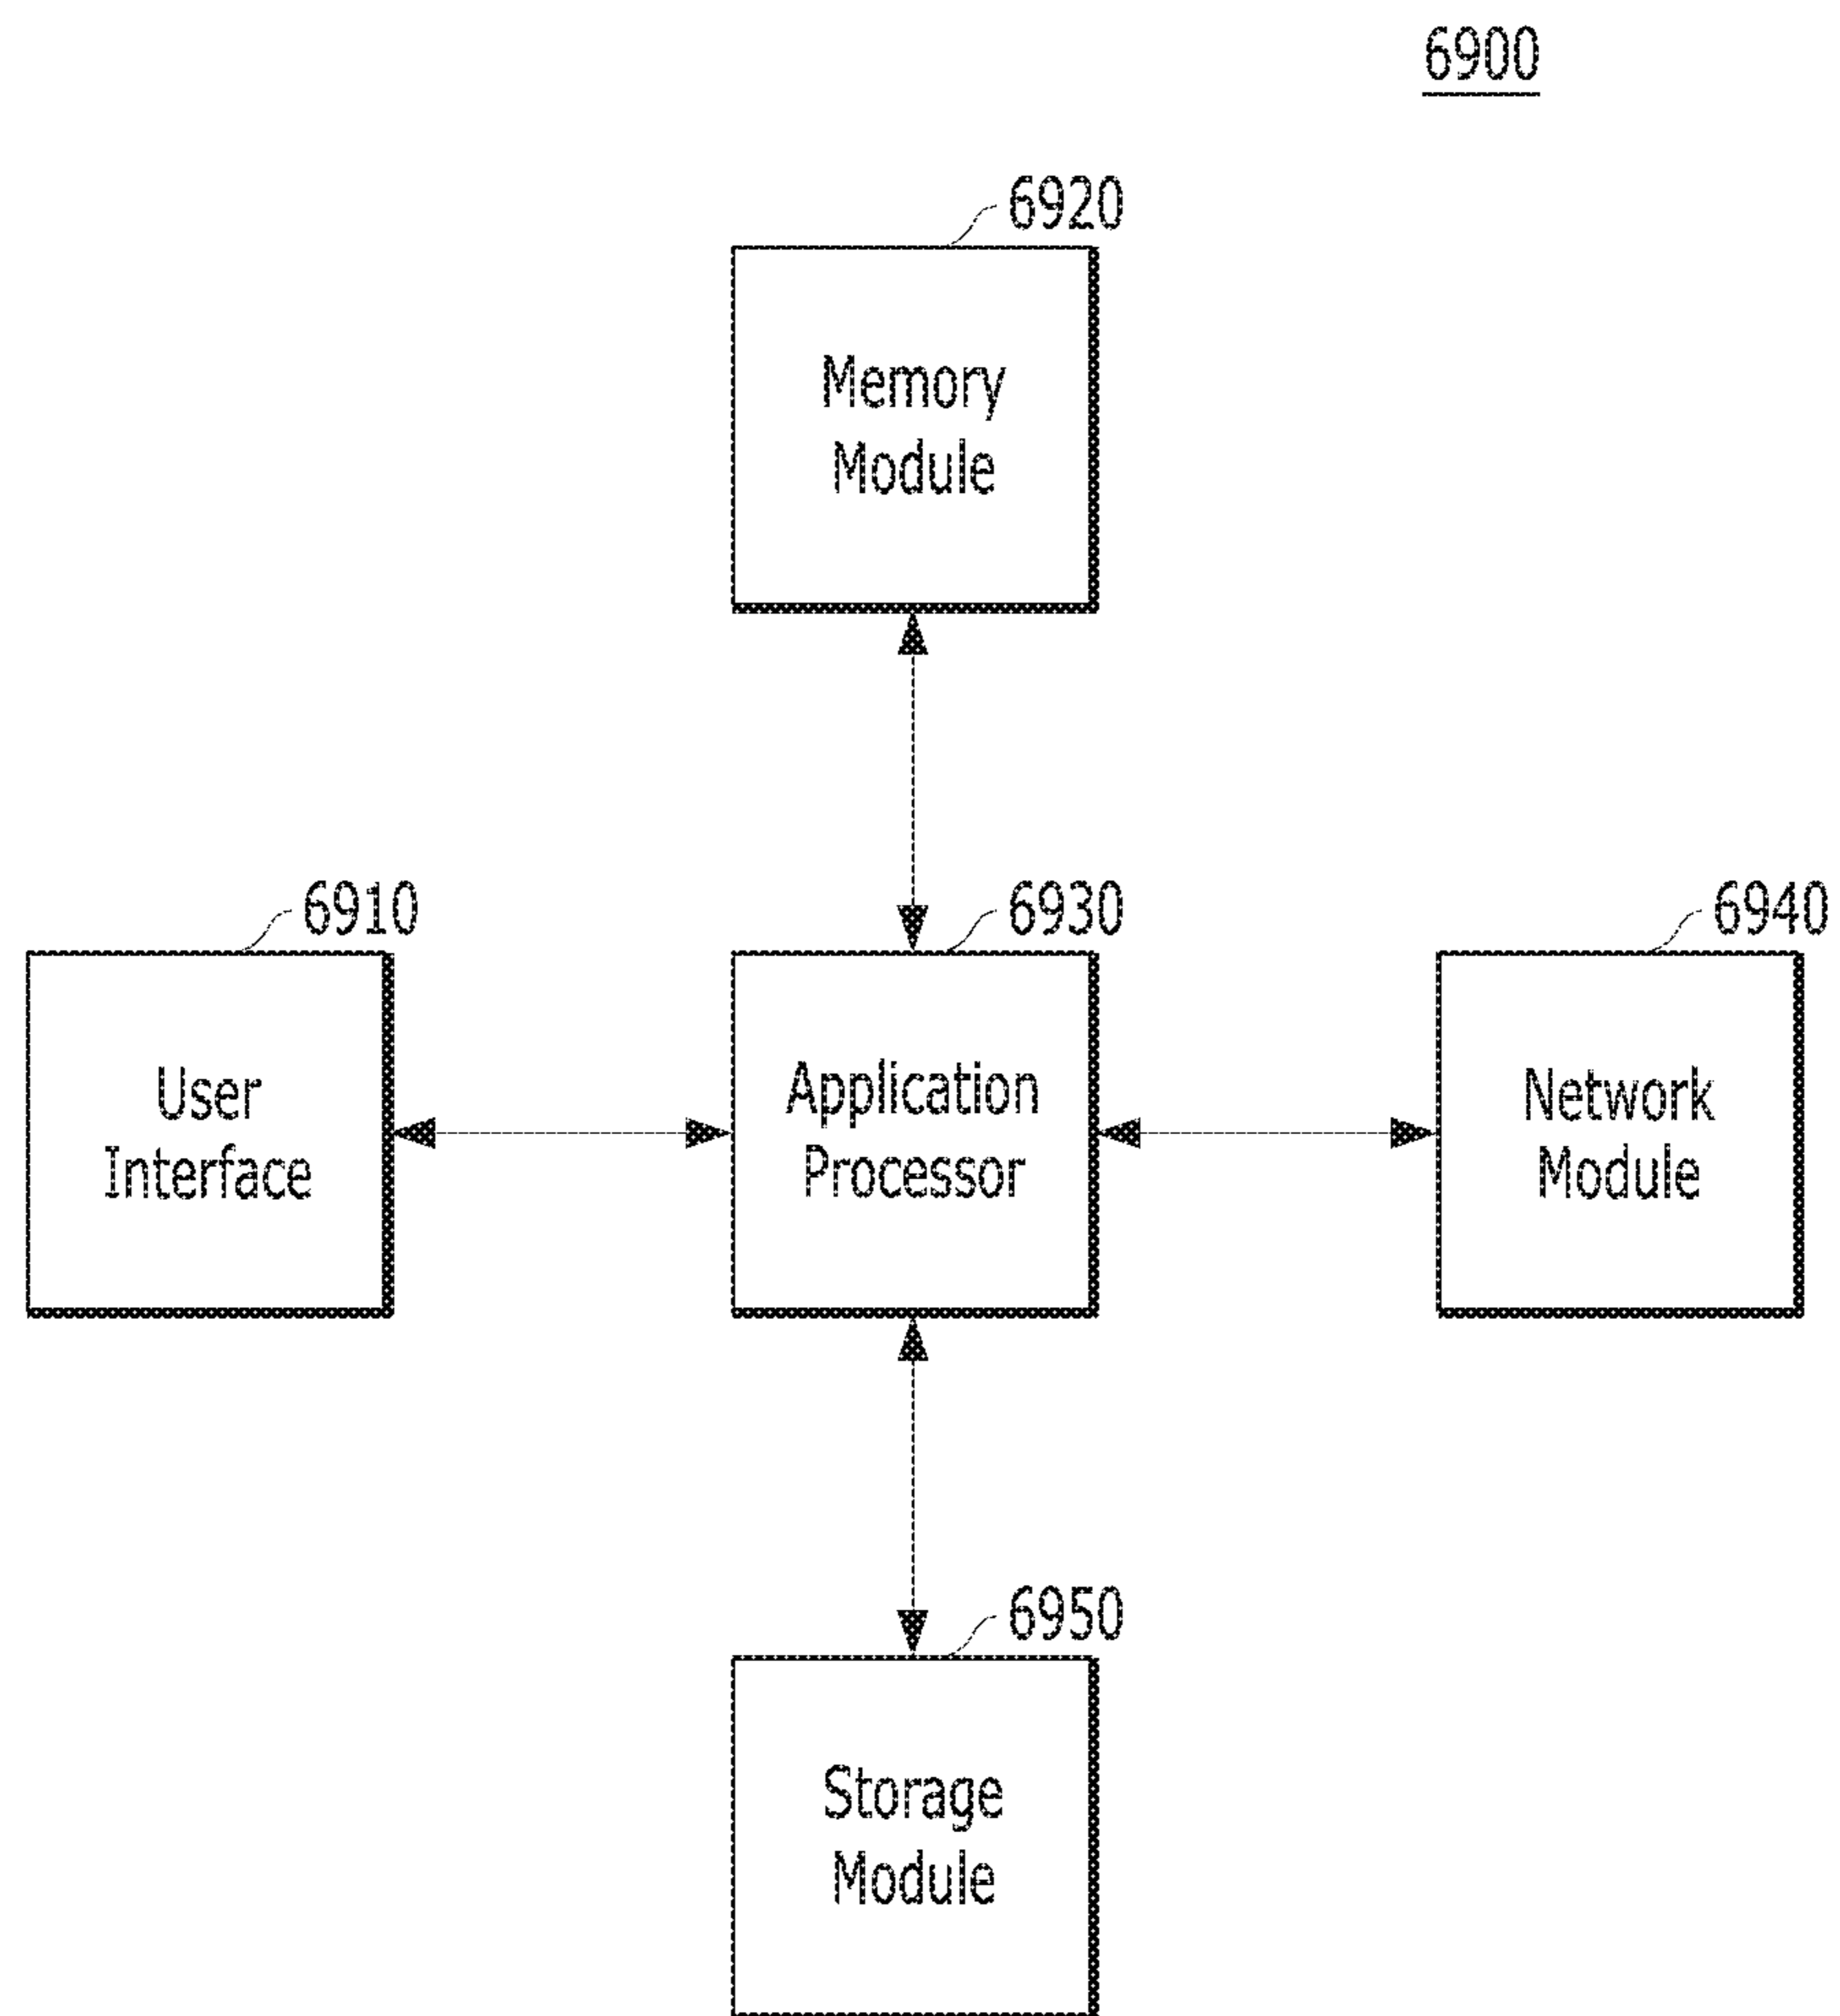 6900
6920
Memory
Module
6910
6930
6940
User
Interface
Application
Processor
Network
Module
6950
Storage
Module